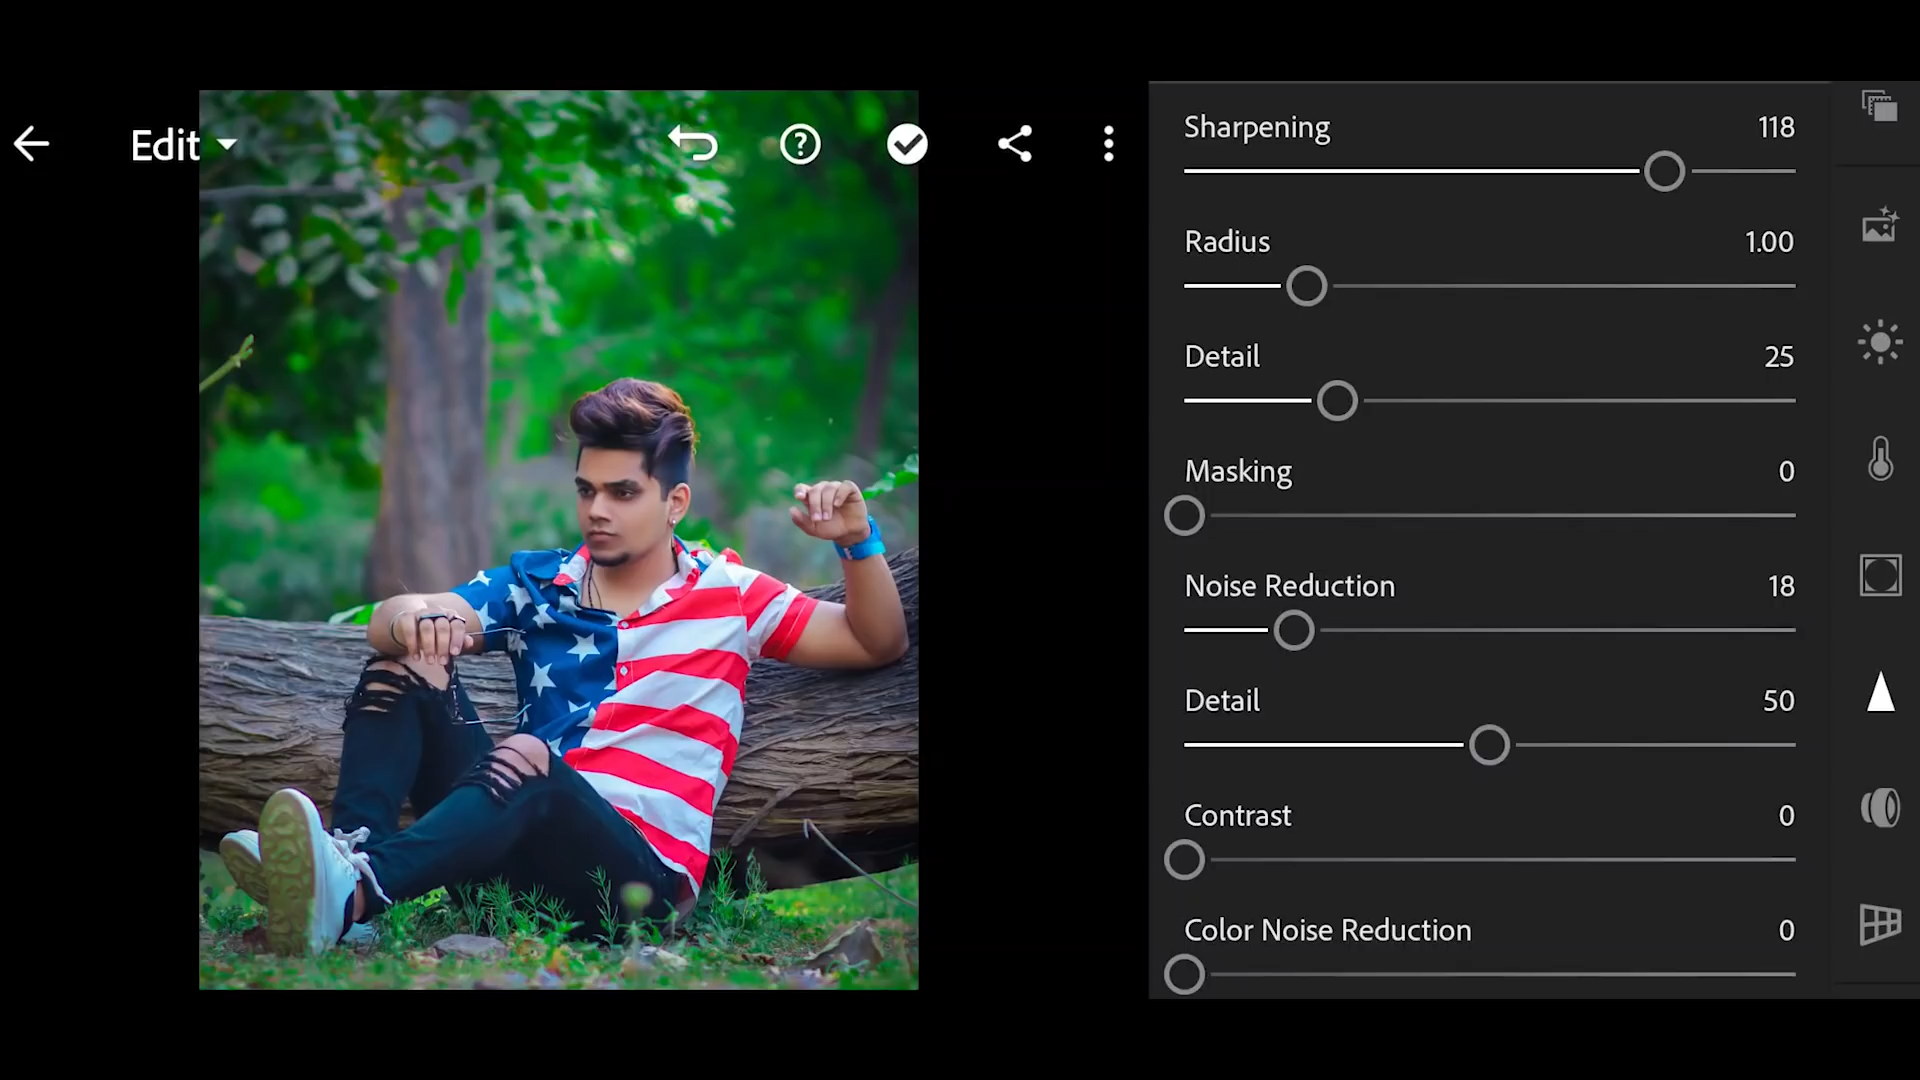 Edit
Sharpening 118
Radius 1.00
Detail 25
Masking 0
Noise Reduction 18
Detail 50
Contrast 0
Color Noise Reduction 0